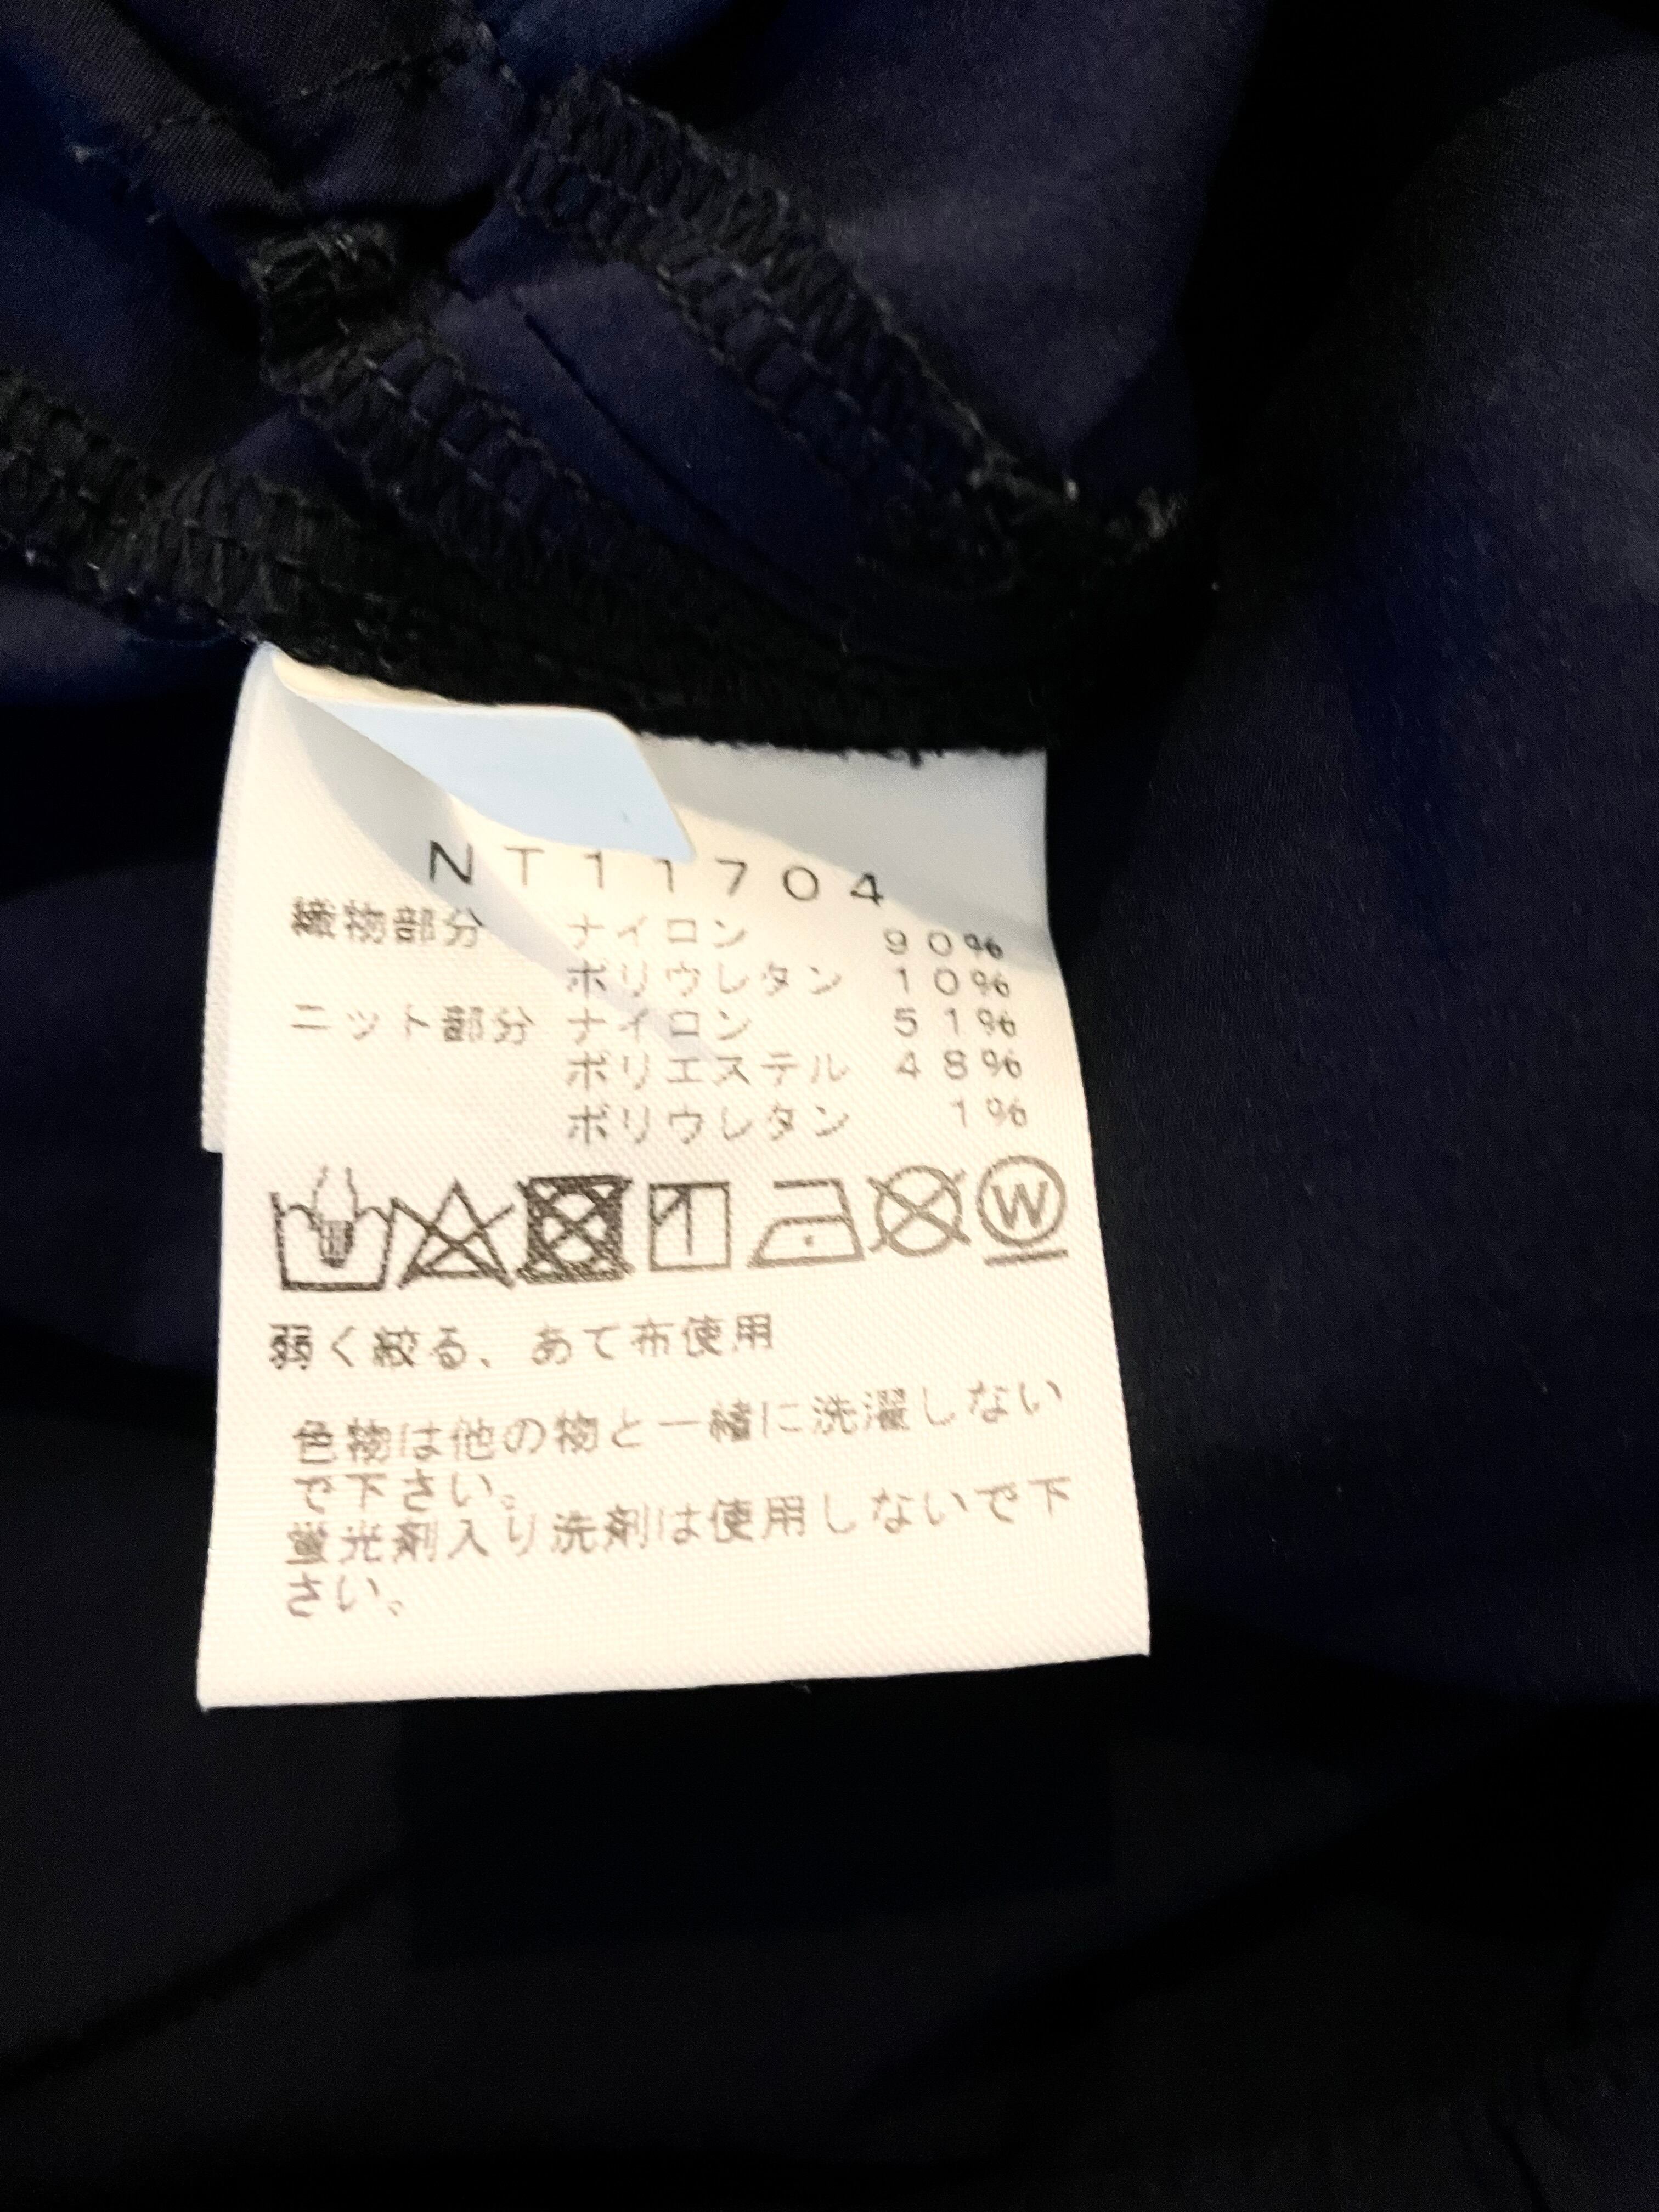 NT11704
織物部分 ナイロン 90%
ポリウレタン 10%
ニット部分 ナイロン 51%
ポリエステル 48%
ポリウレタン 1%
W
弱く絞る、あて布使用
色物は他の物と一緒に洗濯しない
で下さい。
蛍光剤入り洗剤は使用しないで下
さい。